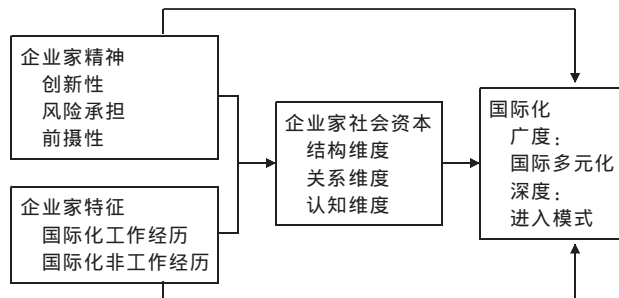 企业家精神
创新性
风险承担
前摄性
企业家特征
国际化工作经历
国际化非工作经历
企业家社会资本
结构维度
关系维度
认知维度
国际化
广度：
国际多元化
深度：
进入模式